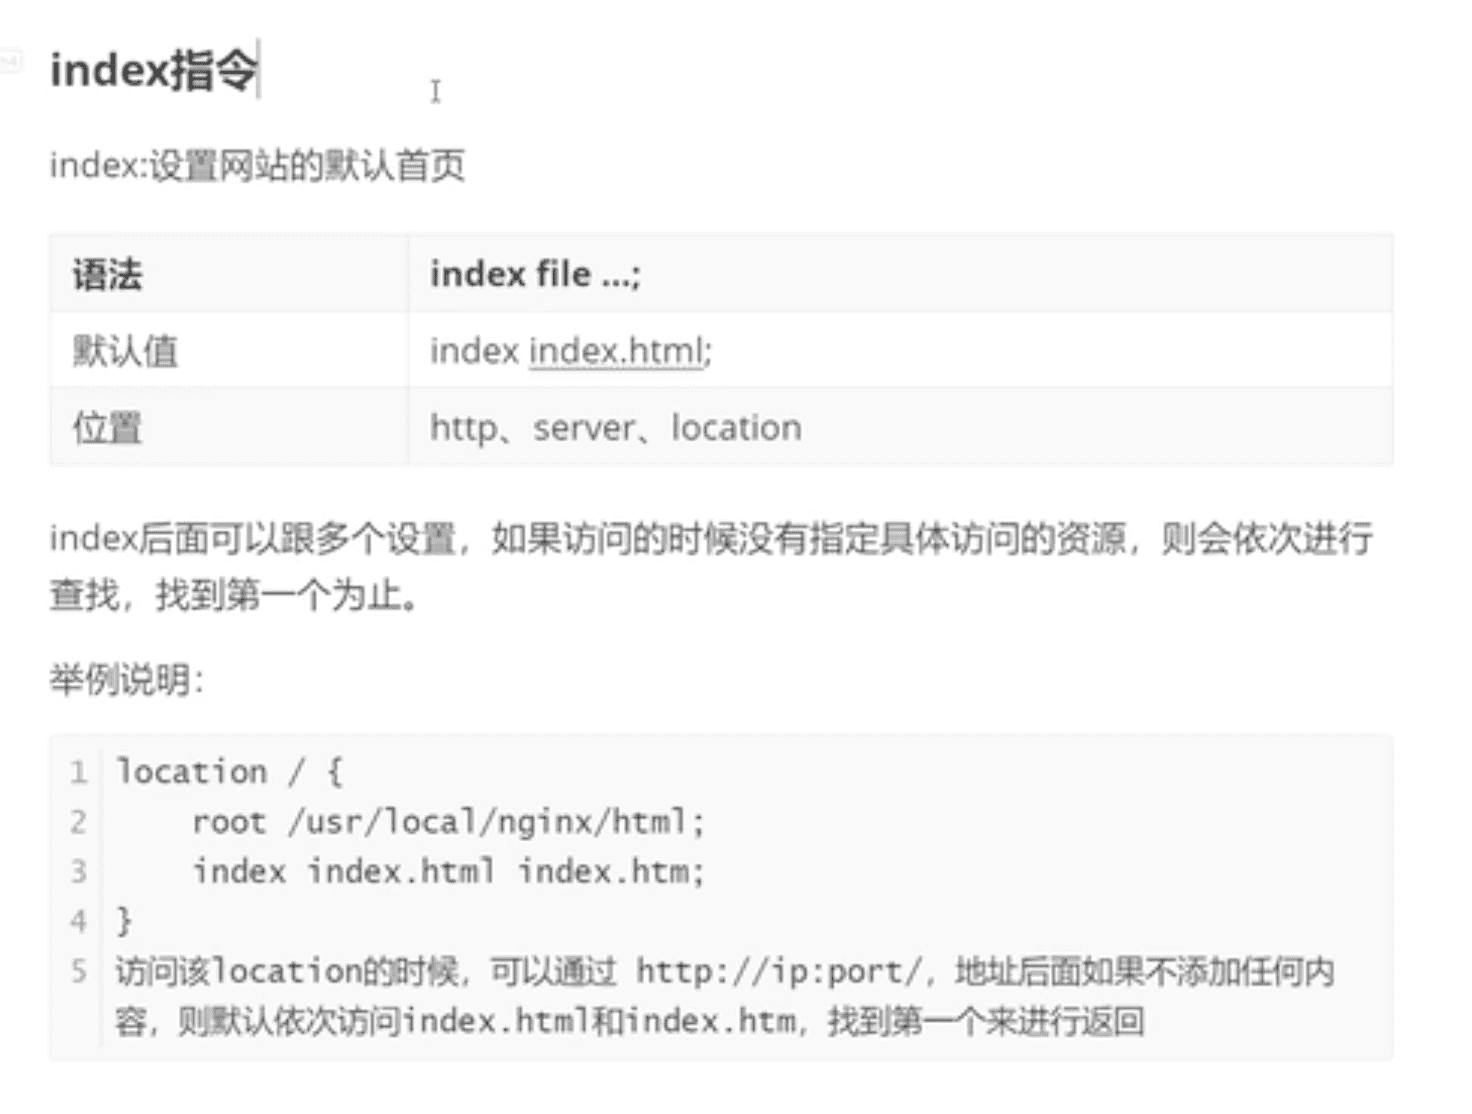 index指令
index:设置网站的默认首页
语法 index file ...;
默认值 index index.html;
位置 http、server、location
index后面可以跟多个设置，如果访问的时候没有指定具体访问的资源，则会依次进行
查找，找到第一个为止。
举例说明：
1 location / {
2 root /usr/local/nginx/html;
3 index index.html index.htm;
4 }
5 访问该location的时候，可以通过 http://ip:port/，地址后面如果不添加任何内
容，则默认依次访问index.html和index.htm，找到第一个来进行返回